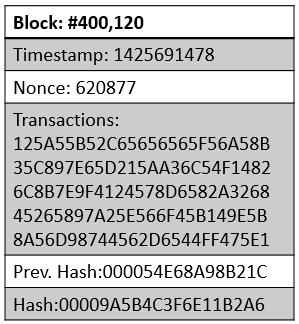 Block: #400,120
Timestamp: 1425691478
Nonce: 620877
Transactions:
125A55B52C65656565F56A58B
35C897E65D215AA36C54F1482
6C8B7E9F4124578D6582A3268
45265897A25E566F45B149E5B
8A56D98744562D6544FF475E1
Prev. Hash:000054E68A98B21C
Hash:00009A5B4C3F6E11B2A6